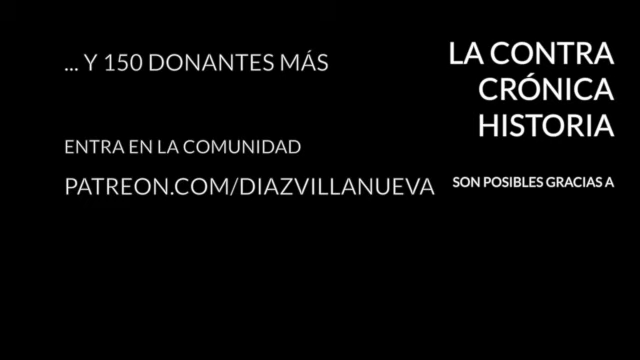 ... Y 150 DONANTES MÁS
ENTRA EN LA COMUNIDAD
PATREON.COM/DIAZVILLANUEVA
LA CONTRA
CRÓNICA
HISTORIA
SON POSIBLES GRACIAS A